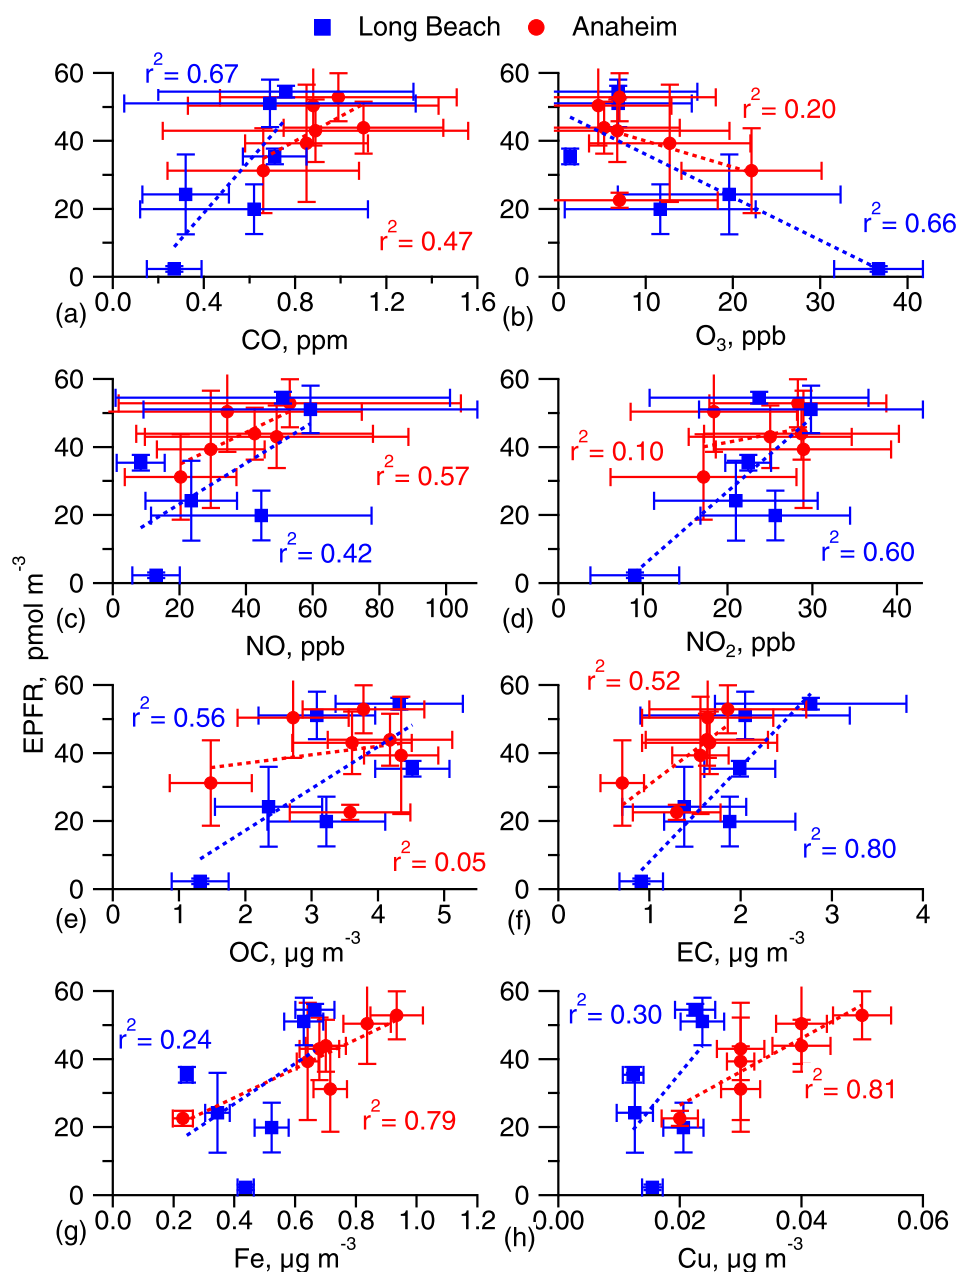 Long Beach Anaheim
EPFR, pmol m⁻³
60
40
20
0
r² = 0.67
r² = 0.47
0.0 0.4 0.8 1.2 1.6
(a)
CO, ppm
60
40
20
0
r² = 0.20
r² = 0.66
0 10 20 30 40
(b)
O₃, ppb
60
40
20
0
r² = 0.57
r² = 0.42
0 20 40 60 80 100
(c)
NO, ppb
60
40
20
0
r² = 0.10
r² = 0.60
0 10 20 30 40
(d)
NO₂, ppb
60
40
20
0
r² = 0.56
r² = 0.05
0 1 2 3 4 5
(e)
OC, µg m⁻³
60
40
20
0
r² = 0.52
r² = 0.80
0 1 2 3 4
(f)
EC, µg m⁻³
60
40
20
0
r² = 0.24
r² = 0.79
0.0 0.2 0.4 0.6 0.8 1.0 1.2
(g)
Fe, µg m⁻³
60
40
20
0
r² = 0.30
r² = 0.81
0.00 0.02 0.04 0.06
(h)
Cu, µg m⁻³